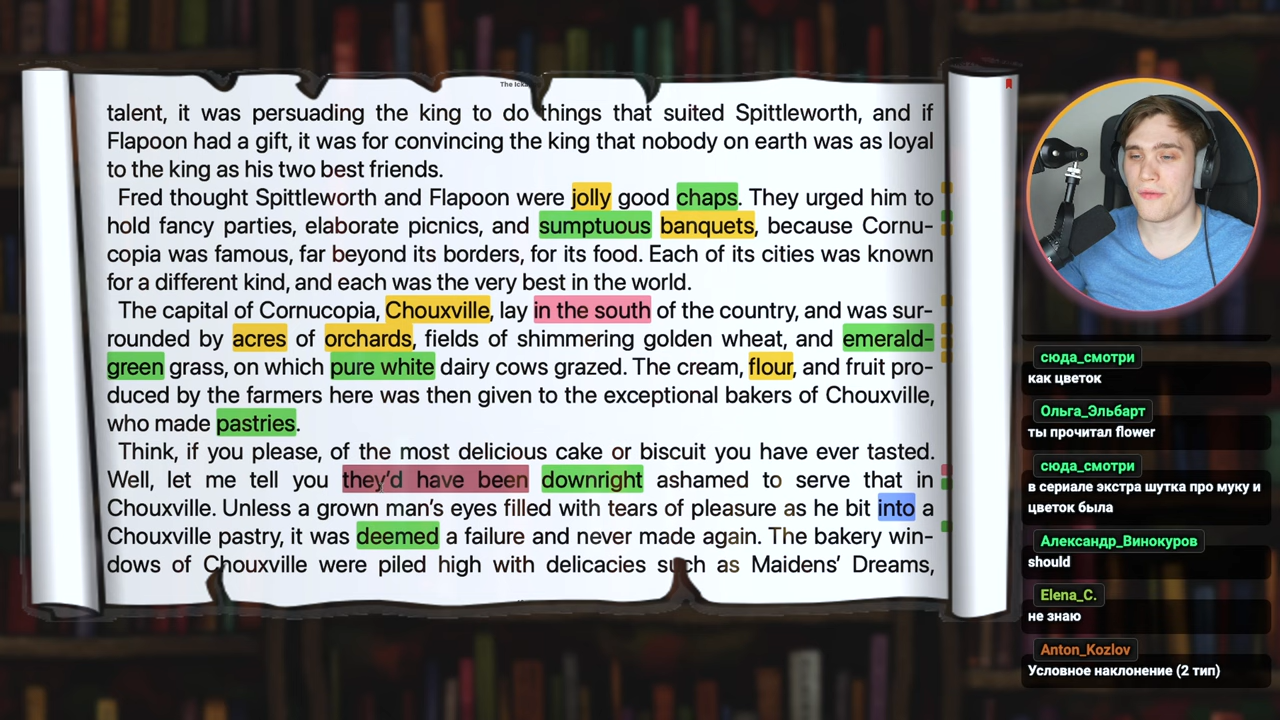 The Icka
talent, it was persuading the king to do things that suited Spittleworth, and if
Flapoon had a gift, it was for convincing the king that nobody on earth was as loyal
to the king as his two best friends.
Fred thought Spittleworth and Flapoon were jolly good chaps. They urged him to
hold fancy parties, elaborate picnics, and sumptuous banquets, because Cornu-
copia was famous, far beyond its borders, for its food. Each of its cities was known
for a different kind, and each was the very best in the world.
The capital of Cornucopia, Chouxville, lay in the south of the country, and was sur-
rounded by acres of orchards, fields of shimmering golden wheat, and emerald-
green grass, on which pure white dairy cows grazed. The cream, flour, and fruit pro-
duced by the farmers here was then given to the exceptional bakers of Chouxville,
who made pastries.
Think, if you please, of the most delicious cake or biscuit you have ever tasted.
Well, let me tell you they'd have been downright ashamed to serve that in
Chouxville. Unless a grown man's eyes filled with tears of pleasure as he bit into a
Chouxville pastry, it was deemed a failure and never made again. The bakery win-
dows of Chouxville were piled high with delicacies such as Maidens' Dreams,
сюда_смотри
как цветок
Ольга_Эльбарт
ты прочитал flower
сюда_смотри
в сериале экстра шутка про муку и
цветок была
Александр_Винокуров
should
Elena_C.
не знаю
Anton_Kozlov
Условное наклонение (2 тип)